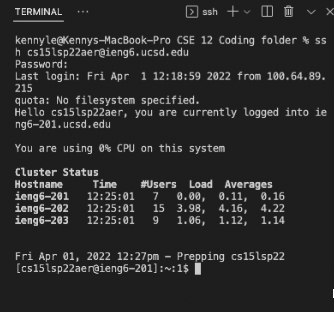 TERMINAL ... ssh
kennyle@Kennys-MacBook-Pro CSE 12 Coding folder % ss
h cs15lsp22aer@ieng6.ucsd.edu
Password:
Last login: Fri Apr  1 12:18:59 2022 from 100.64.89.
215
quota: No filesystem specified.
Hello cs15lsp22aer, you are currently logged into ie
ng6-201.ucsd.edu
You are using 0% CPU on this system
Cluster Status
Hostname     Time    #Users  Load  Averages
ieng6-201   12:25:01   7   0.00,  0.11,  0.16
ieng6-202   12:25:01   15  3.98,  4.16,  4.22
ieng6-203   12:25:01   9   1.06,  1.12,  1.14
Fri Apr 01, 2022 12:27pm - Prepping cs15lsp22
[cs15lsp22aer@ieng6-201]:~:1$